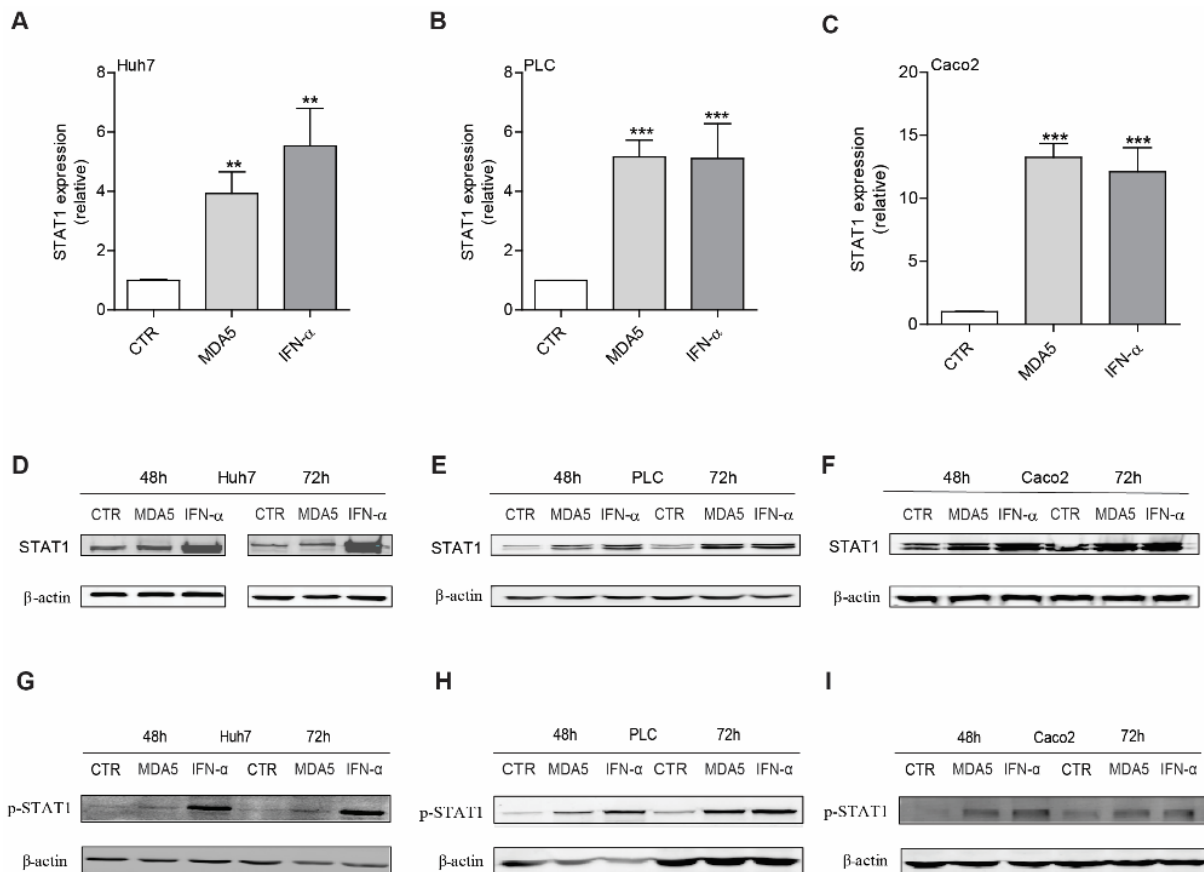 A
B
C
Huh7
8
6
4
2
0
STAT1 expression
(relative)
**
**
CTR
MDA5
IFN-α
PLC
8
6
4
2
0
STAT1 expression
(relative)
***
***
CTR
MDA5
IFN-α
Caco2
20
15
10
5
0
STAT1 expression
(relative)
***
***
CTR
MDA5
IFN-α
D
48h Huh7 72h
CTR MDA5 IFN-α CTR MDA5 IFN-α
STAT1
β-actin
E
48h PLC 72h
CTR MDA5 IFN-α CTR MDA5 IFN-α
STAT1
β-actin
F
48h Caco2 72h
CTR MDA5 IFN-α CTR MDA5 IFN-α
STAT1
β-actin
G
48h Huh7 72h
CTR MDA5 IFN-α CTR MDA5 IFN-α
p-STAT1
β-actin
H
48h PLC 72h
CTR MDA5 IFN-α CTR MDA5 IFN-α
p-STAT1
β-actin
I
48h Caco2 72h
CTR MDA5 IFN-α CTR MDA5 IFN-α
p-STAT1
β-actin